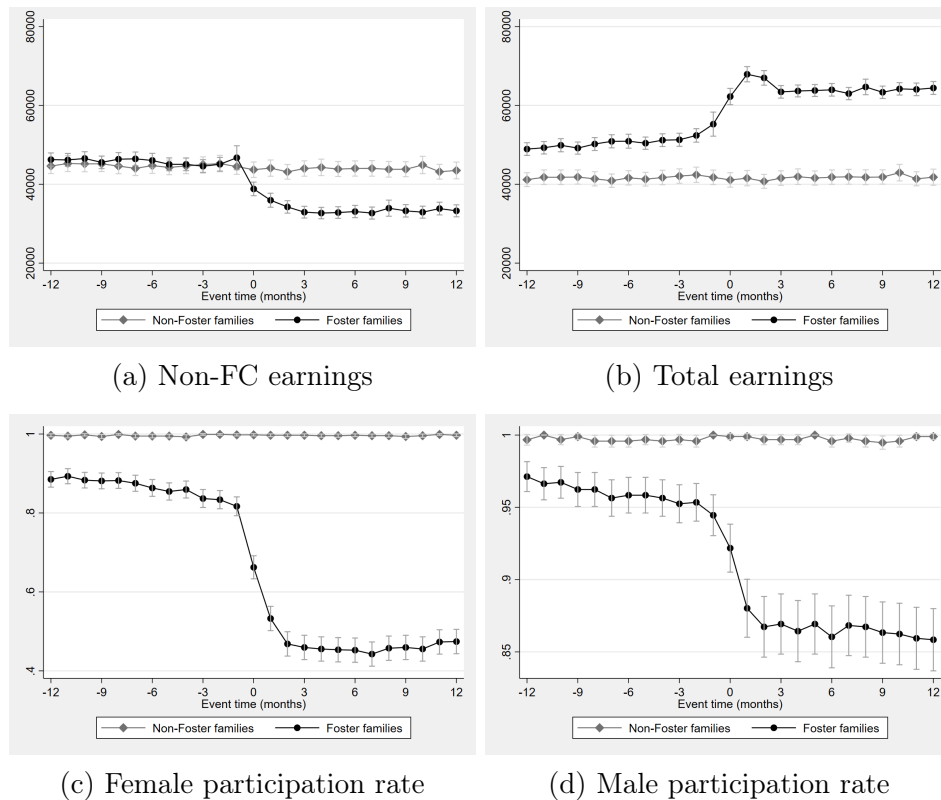 80000
60000
40000
20000
-12 -9 -6 -3 0 3 6 9 12
Event time (months)
Non-Foster families Foster families
(a) Non-FC earnings
80000
60000
40000
20000
-12 -9 -6 -3 0 3 6 9 12
Event time (months)
Non-Foster families Foster families
(b) Total earnings
1
.8
.6
.4
-12 -9 -6 -3 0 3 6 9 12
Event time (months)
Non-Foster families Foster families
(c) Female participation rate
1
.95
.9
.85
-12 -9 -6 -3 0 3 6 9 12
Event time (months)
Non-Foster families Foster families
(d) Male participation rate